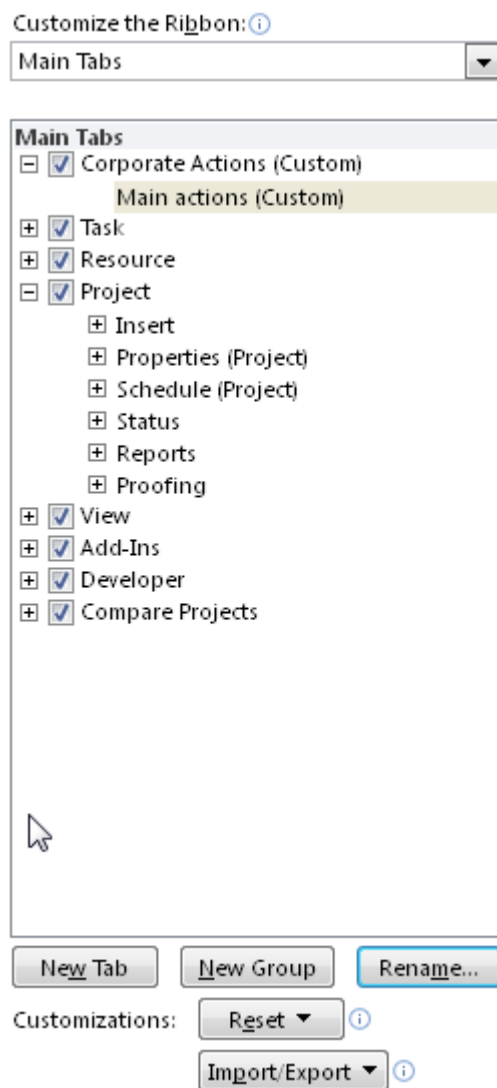 Customize the Ribbon:
Main Tabs
Main Tabs
Corporate Actions (Custom)
Main actions (Custom)
Task
Resource
Project
Insert
Properties (Project)
Schedule (Project)
Status
Reports
Proofing
View
Add-Ins
Developer
Compare Projects
New Tab New Group Rename...
Customizations: Reset
Import/Export